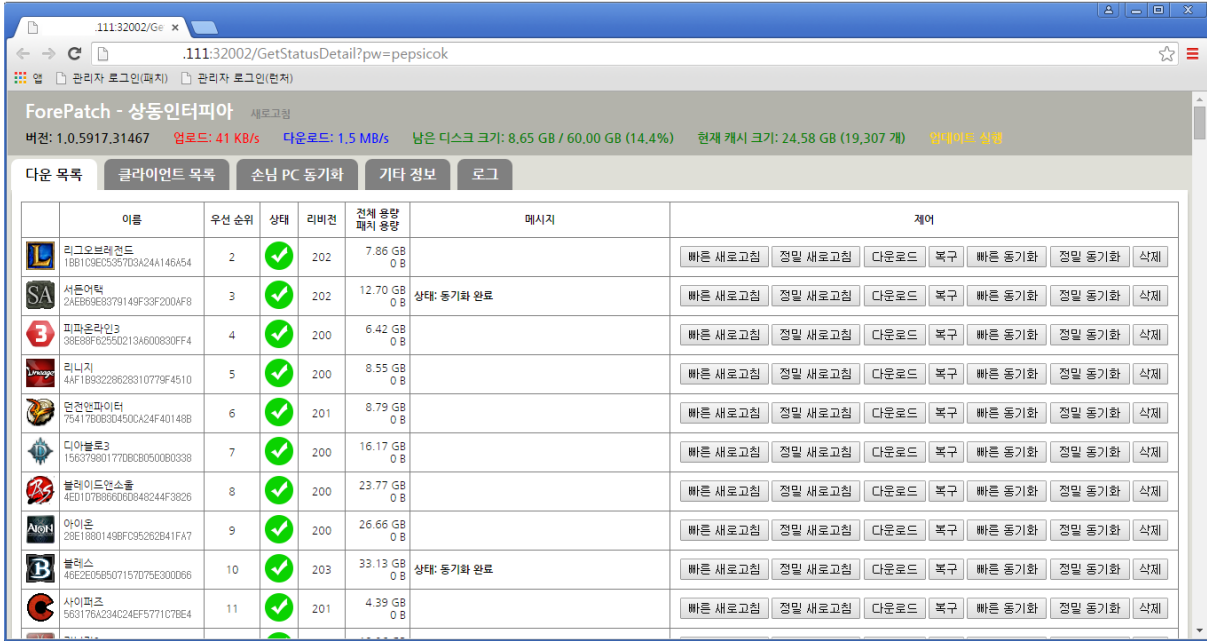 .111:32002/Ge
.111:32002/GetStatusDetail?pw=pepsicok
앱 관리자 로그인(패치) 관리자 로그인(런처)
ForePatch - 상동인터피아 새로고침
버전: 1.0.5917.31467 업로드: 41 KB/s 다운로드: 1.5 MB/s 남은 디스크 크기: 8.65 GB / 60.00 GB (14.4%) 현재 캐시 크기: 24.58 GB (19,307 개) 업데이트 실행
다운 목록 클라이언트 목록 손님 PC 동기화 기타 정보 로그
이름 우선 순위 상태 리비전 전체 용량 메시지 제어
패치 용량
리그오브레전드 2 202 7.86 GB 빠른 새로고침 정밀 새로고침 다운로드 복구 빠른 동기화 정밀 동기화 삭제
1BB1C9EC5357D3A24A146A54 0 B
서든어택 3 202 12.70 GB 상태: 동기화 완료 빠른 새로고침 정밀 새로고침 다운로드 복구 빠른 동기화 정밀 동기화 삭제
2AEB69E8379149F33F200AF8 0 B
피파온라인3 4 200 6.42 GB 빠른 새로고침 정밀 새로고침 다운로드 복구 빠른 동기화 정밀 동기화 삭제
38E88F6255D213A600830FF4 0 B
리니지 5 200 8.55 GB 빠른 새로고침 정밀 새로고침 다운로드 복구 빠른 동기화 정밀 동기화 삭제
4AF1B93228628310779F4510 0 B
던전앤파이터 6 201 8.79 GB 빠른 새로고침 정밀 새로고침 다운로드 복구 빠른 동기화 정밀 동기화 삭제
75417B0B3D450CA24F40148B 0 B
디아블로3 7 200 16.17 GB 빠른 새로고침 정밀 새로고침 다운로드 복구 빠른 동기화 정밀 동기화 삭제
15637980177DBCB0500B0338 0 B
블레이드앤소울 8 200 23.77 GB 빠른 새로고침 정밀 새로고침 다운로드 복구 빠른 동기화 정밀 동기화 삭제
4ED1D7B866D6D848244F3826 0 B
아이온 9 200 26.66 GB 빠른 새로고침 정밀 새로고침 다운로드 복구 빠른 동기화 정밀 동기화 삭제
28E1880149BFC95262B41FA7 0 B
블레스 10 203 33.13 GB 상태: 동기화 완료 빠른 새로고침 정밀 새로고침 다운로드 복구 빠른 동기화 정밀 동기화 삭제
46E2E05B507157D75E300D66 0 B
사이퍼즈 11 201 4.39 GB 빠른 새로고침 정밀 새로고침 다운로드 복구 빠른 동기화 정밀 동기화 삭제
563176A234C24EF5771C7BE4 0 B